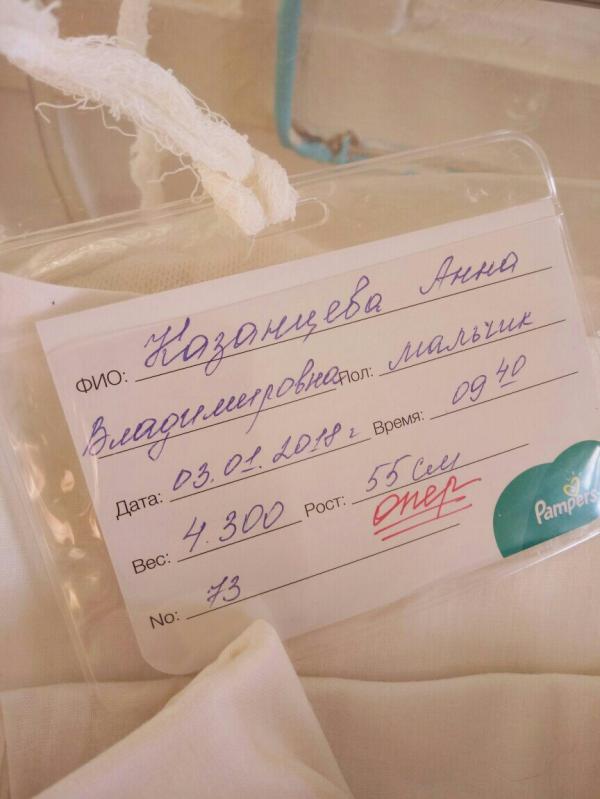 ФИО: Казанцева Анна
Владимировна Пол: мальчик
Дата: 03.01.2018 г Время: 09 40
Вес: 4.300 Рост: 55 см
опер
No: 73
Pampers